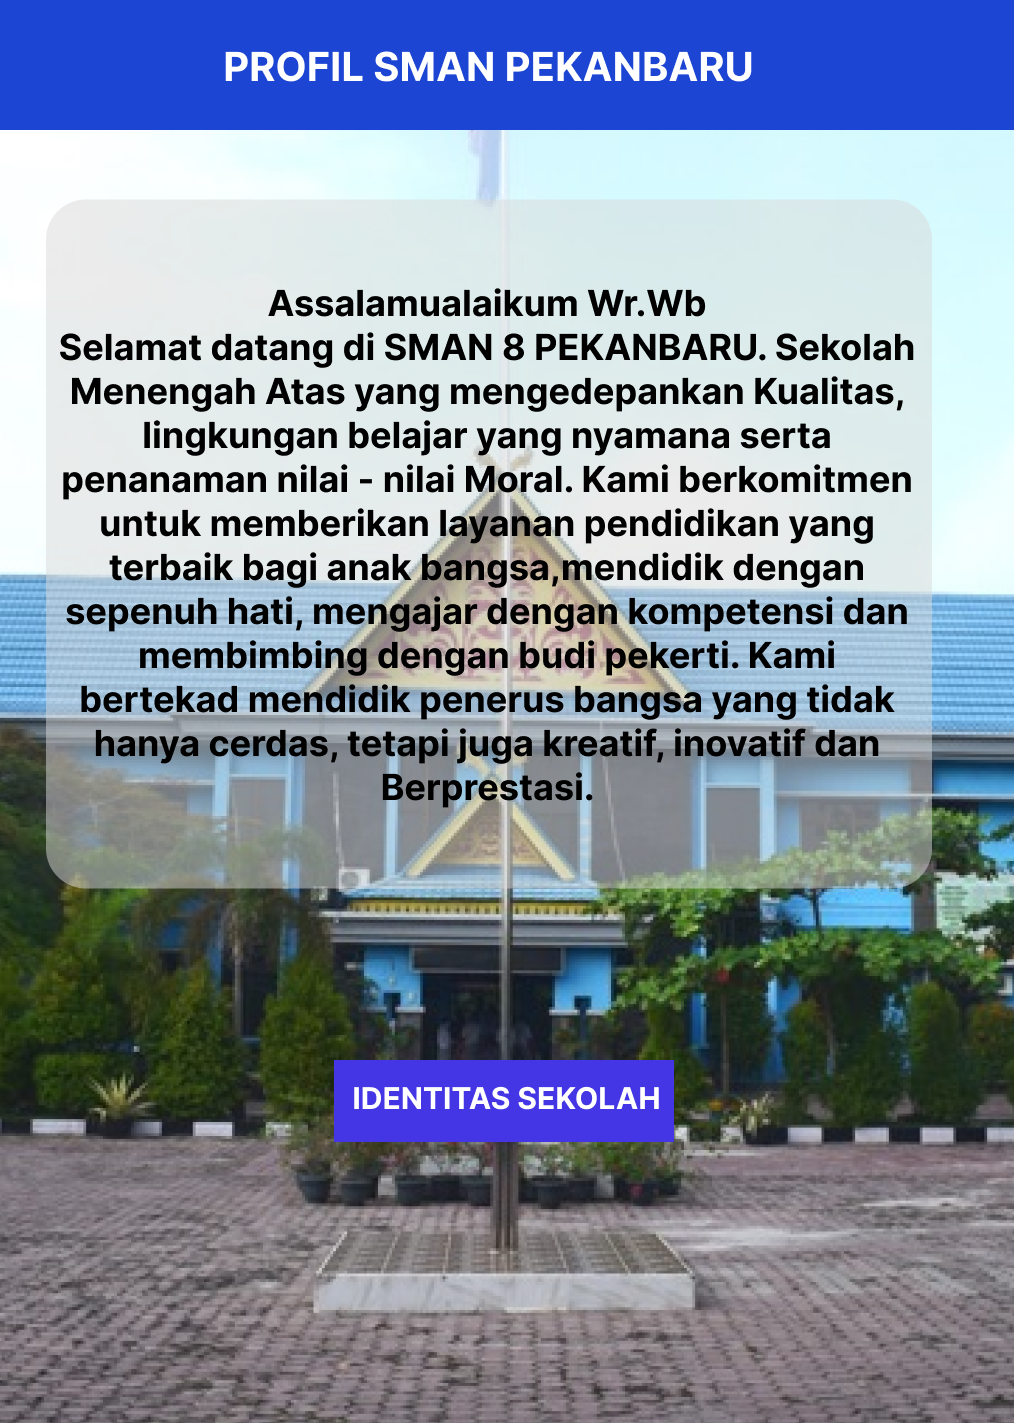 PROFIL SMAN PEKANBARU
Assalamualaikum Wr.Wb
Selamat datang di SMAN 8 PEKANBARU. Sekolah
Menengah Atas yang mengedepankan Kualitas,
lingkungan belajar yang nyamana serta
penanaman nilai - nilai Moral. Kami berkomitmen
untuk memberikan layanan pendidikan yang
terbaik bagi anak bangsa,mendidik dengan
sepenuh hati, mengajar dengan kompetensi dan
membimbing dengan budi pekerti. Kami
bertekad mendidik penerus bangsa yang tidak
hanya cerdas, tetapi juga kreatif, inovatif dan
Berprestasi.
IDENTITAS SEKOLAH